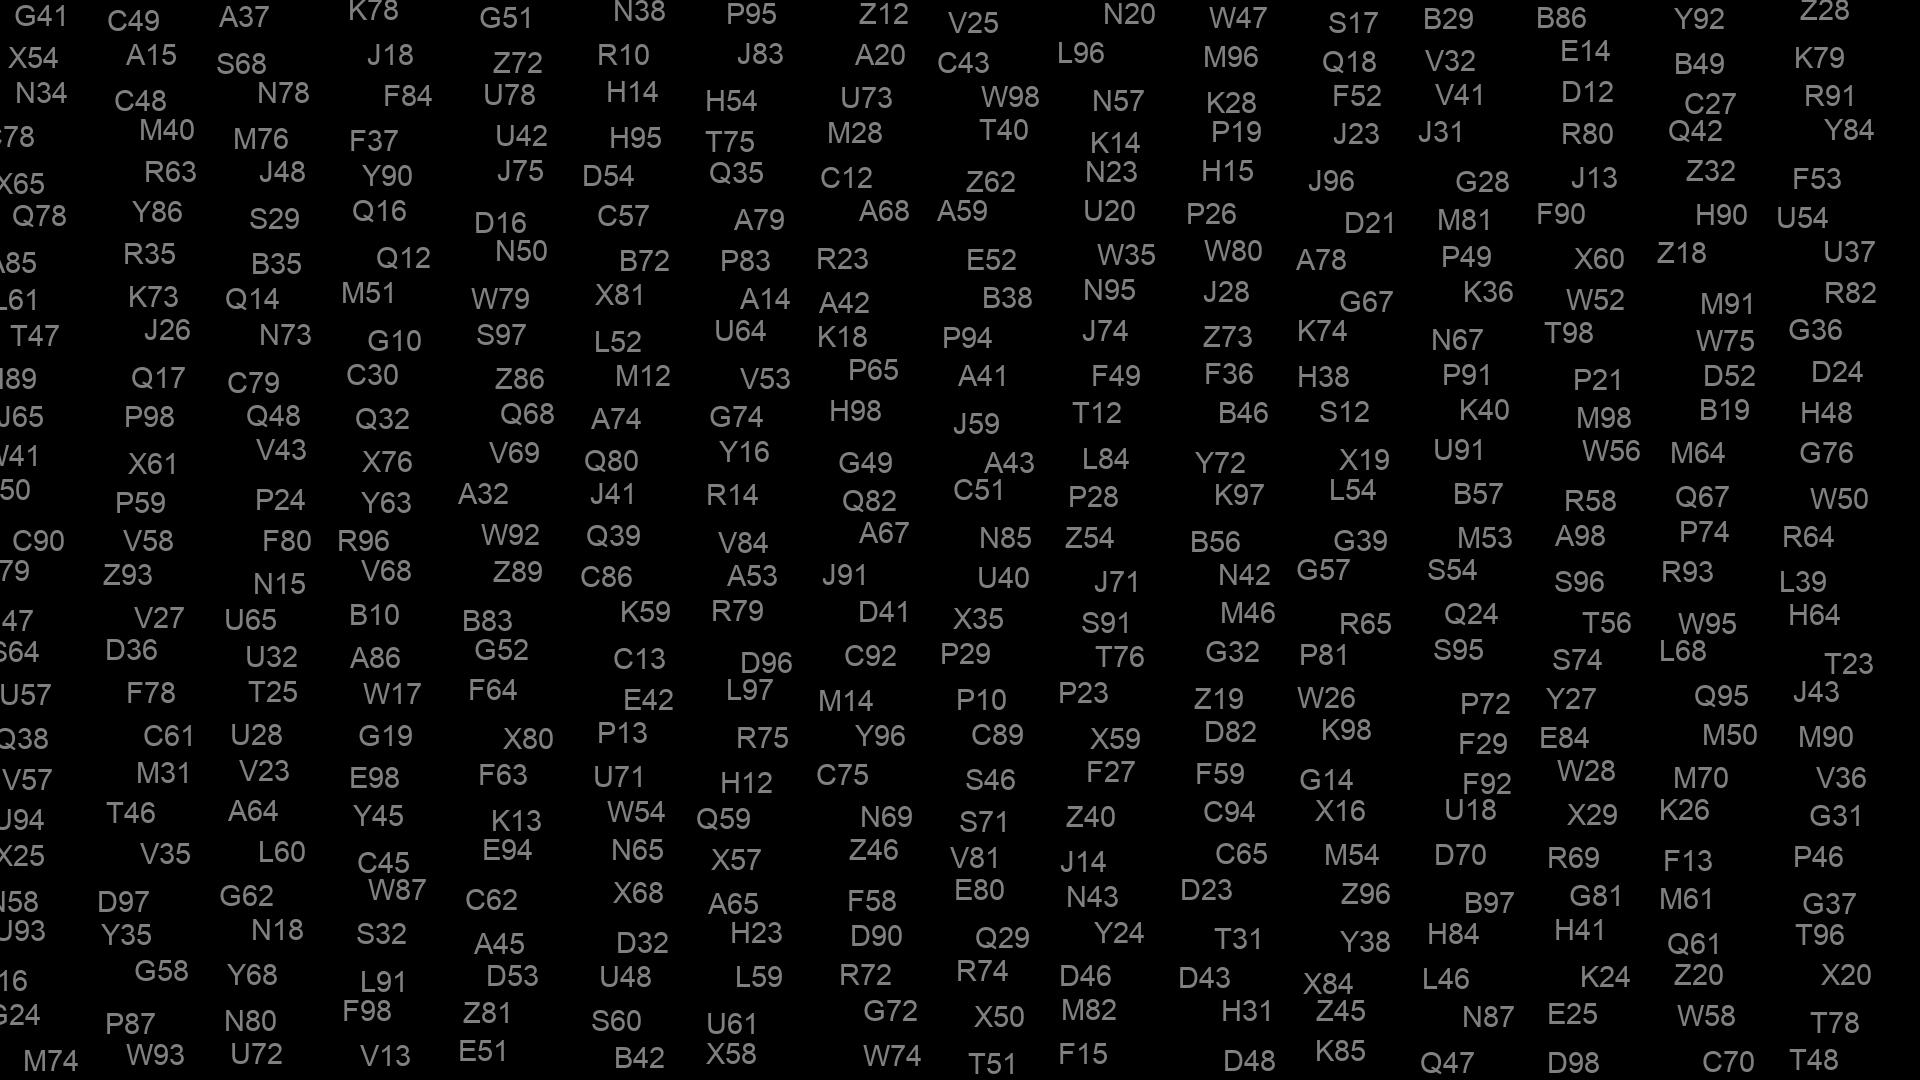 G41 C49 A37 K78 G51 N38 P95 Z12 V25 N20 W47 S17 B29 B86 Y92 Z28
X54 A15 S68 J18 Z72 R10 J83 A20 C43 L96 M96 Q18 V32 E14 B49 K79
N34 C48 N78 F84 U78 H14 H54 U73 W98 N57 K28 F52 V41 D12 C27 R91
78 M40 M76 F37 U42 H95 T75 M28 T40 K14 P19 J23 J31 R80 Q42 Y84
X65 R63 J48 Y90 J75 D54 Q35 C12 Z62 N23 H15 J96 G28 J13 Z32 F53
Q78 Y86 S29 Q16 D16 C57 A79 A68 A59 U20 P26 D21 M81 F90 H90 U54
A85 R35 B35 Q12 N50 B72 P83 R23 E52 W35 W80 A78 P49 X60 Z18 U37
L61 K73 Q14 M51 W79 X81 A14 A42 B38 N95 J28 G67 K36 W52 M91 R82
T47 J26 N73 G10 S97 L52 U64 K18 P94 J74 Z73 K74 N67 T98 W75 G36
89 Q17 C79 C30 Z86 M12 V53 P65 A41 F49 F36 H38 P91 P21 D52 D24
J65 P98 Q48 Q32 Q68 A74 G74 H98 J59 T12 B46 S12 K40 M98 B19 H48
W41 X61 V43 X76 V69 Q80 Y16 G49 A43 L84 Y72 X19 U91 W56 M64 G76
50 P59 P24 Y63 A32 J41 R14 Q82 C51 P28 K97 L54 B57 R58 Q67 W50
C90 V58 F80 R96 W92 Q39 V84 A67 N85 Z54 B56 G39 M53 A98 P74 R64
79 Z93 N15 V68 Z89 C86 A53 J91 U40 J71 N42 G57 S54 S96 R93 L39
47 V27 U65 B10 B83 K59 R79 D41 X35 S91 M46 R65 Q24 T56 W95 H64
S64 D36 U32 A86 G52 C13 D96 C92 P29 T76 G32 P81 S95 S74 L68 T23
U57 F78 T25 W17 F64 E42 L97 M14 P10 P23 Z19 W26 P72 Y27 Q95 J43
Q38 C61 U28 G19 X80 P13 R75 Y96 C89 X59 D82 K98 F29 E84 M50 M90
V57 M31 V23 E98 F63 U71 H12 C75 S46 F27 F59 G14 F92 W28 M70 V36
U94 T46 A64 Y45 K13 W54 Q59 N69 S71 Z40 C94 X16 U18 X29 K26 G31
X25 V35 L60 C45 E94 N65 X57 Z46 V81 J14 C65 M54 D70 R69 F13 P46
N58 D97 G62 W87 C62 X68 A65 F58 E80 N43 D23 Z96 B97 G81 M61 G37
U93 Y35 N18 S32 A45 D32 H23 D90 Q29 Y24 T31 Y38 H84 H41 Q61 T96
16 G58 Y68 L91 D53 U48 L59 R72 R74 D46 D43 X84 L46 K24 Z20 X20
G24 P87 N80 F98 Z81 S60 U61 G72 X50 M82 H31 Z45 N87 E25 W58 T78
M74 W93 U72 V13 E51 B42 X58 W74 T51 F15 D48 K85 Q47 D98 C70 T48